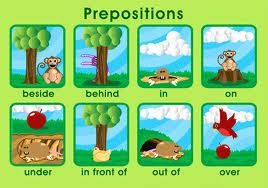 Prepositions
beside behind in on
under in front of out of over